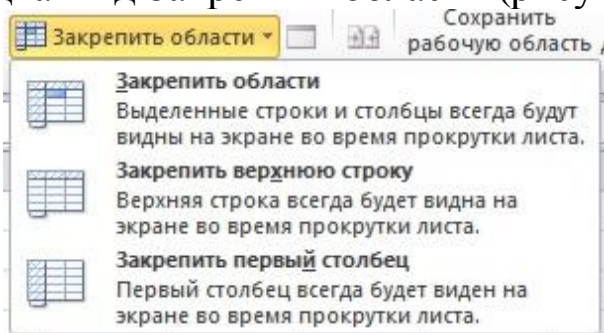 Закрепить области
Сохранить
рабочую область
Закрепить области
Выделенные строки и столбцы всегда будут
видны на экране во время прокрутки листа.
Закрепить верхнюю строку
Верхняя строка всегда будет видна на
экране во время прокрутки листа.
Закрепить первый столбец
Первый столбец всегда будет виден на
экране во время прокрутки листа.